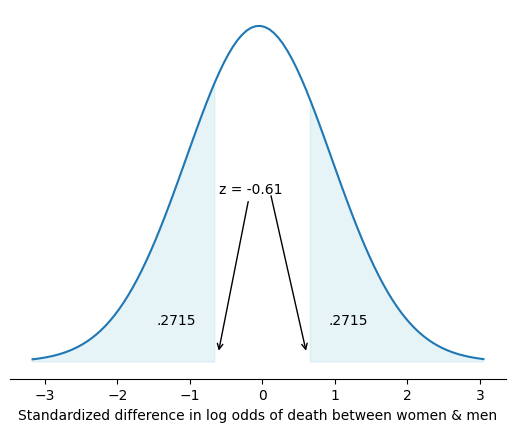 z = -0.61
.2715 .2715
−3 −2 −1 0 1 2 3
Standardized difference in log odds of death between women & men